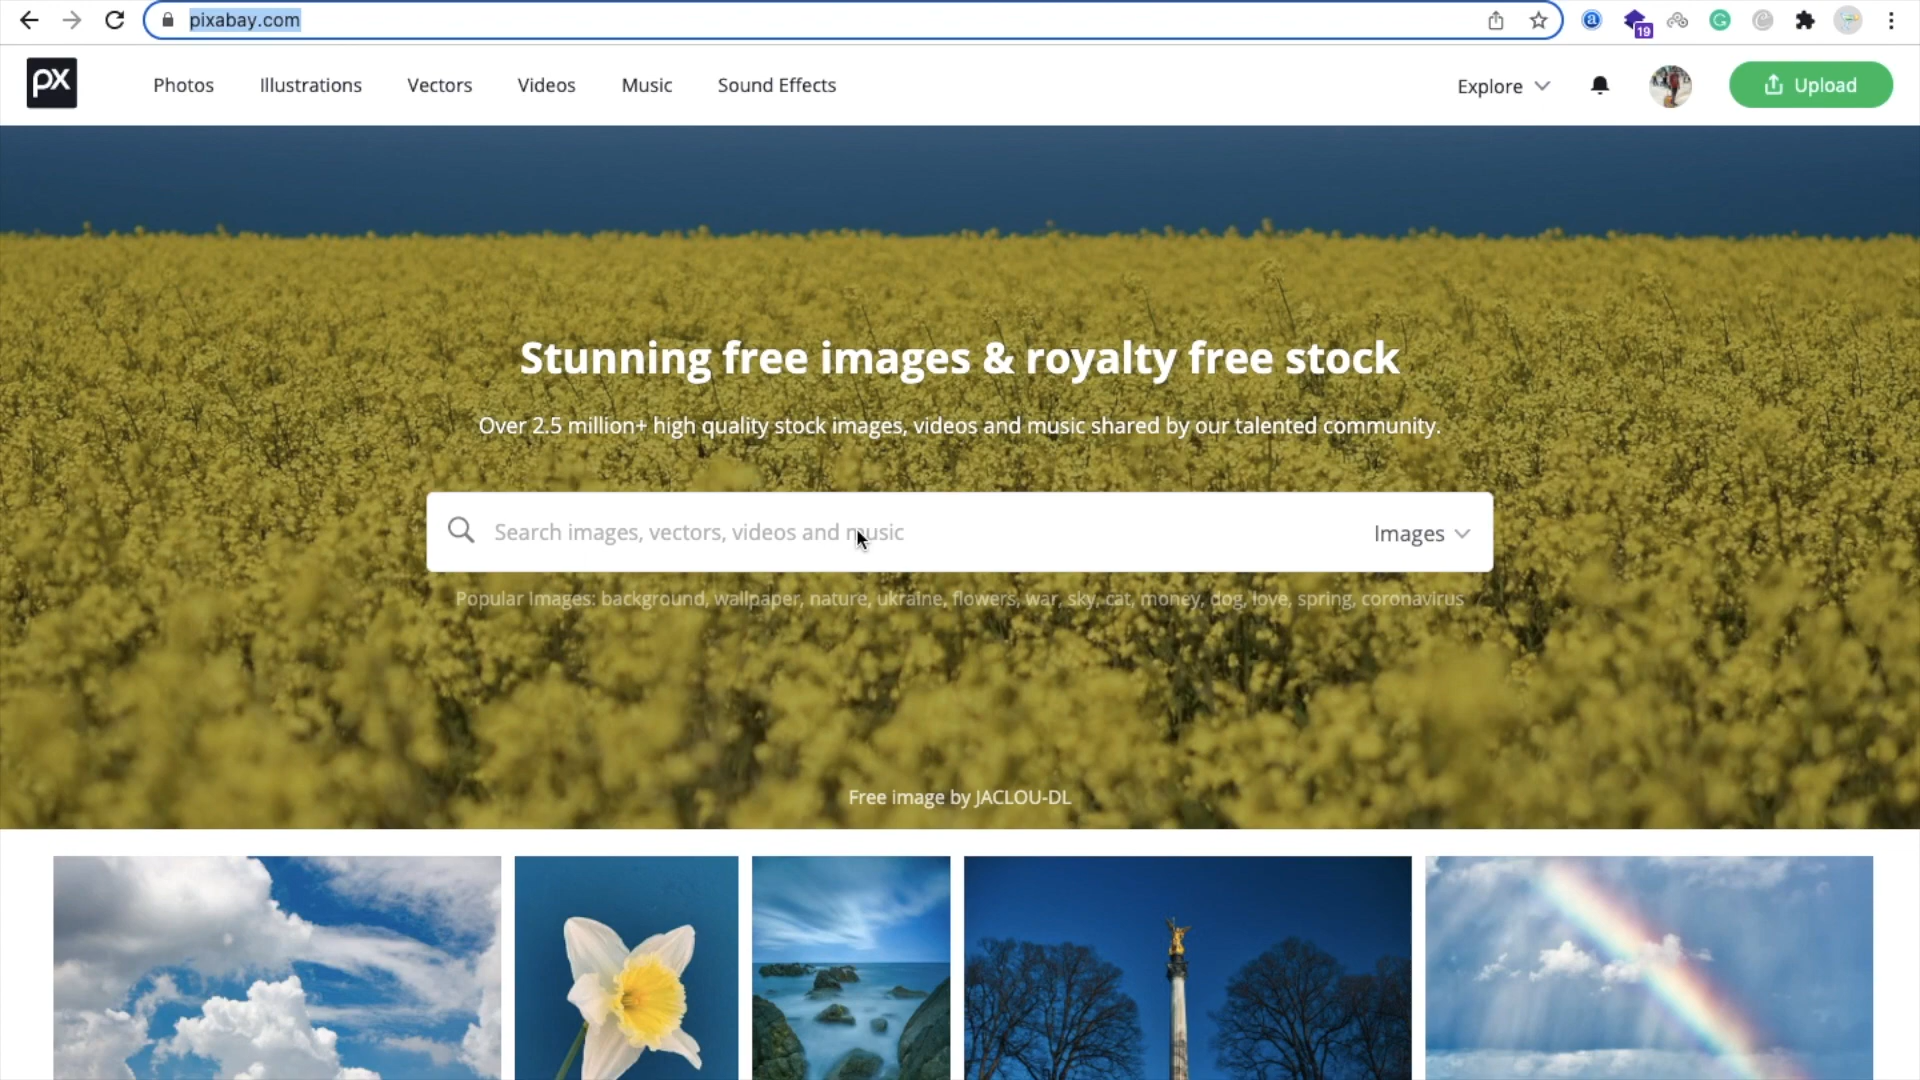 pixabay.com
19
px
Photos
Illustrations
Vectors
Videos
Music
Sound Effects
Explore
Upload
Stunning free images & royalty free stock
Over 2.5 million+ high quality stock images, videos and music shared by our talented community.
Search images, vectors, videos and music
Images
Popular Images: background, wallpaper, nature, ukraine, flowers, war, sky, cat, money, dog, love, spring, coronavirus
Free image by JACLOU-DL